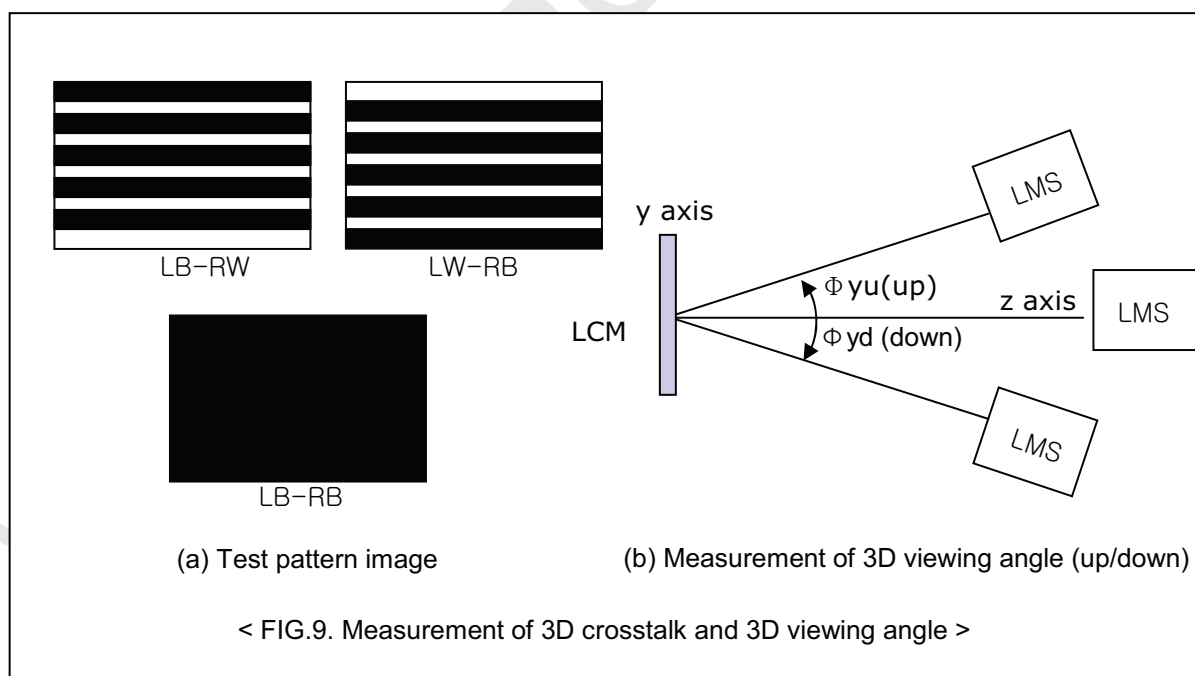 LB-RW
LW-RB
LB-RB
(a) Test pattern image
y axis
LCM
Φ yu(up)
z axis
Φ yd (down)
LMS
LMS
LMS
(b) Measurement of 3D viewing angle (up/down)
< FIG.9. Measurement of 3D crosstalk and 3D viewing angle >